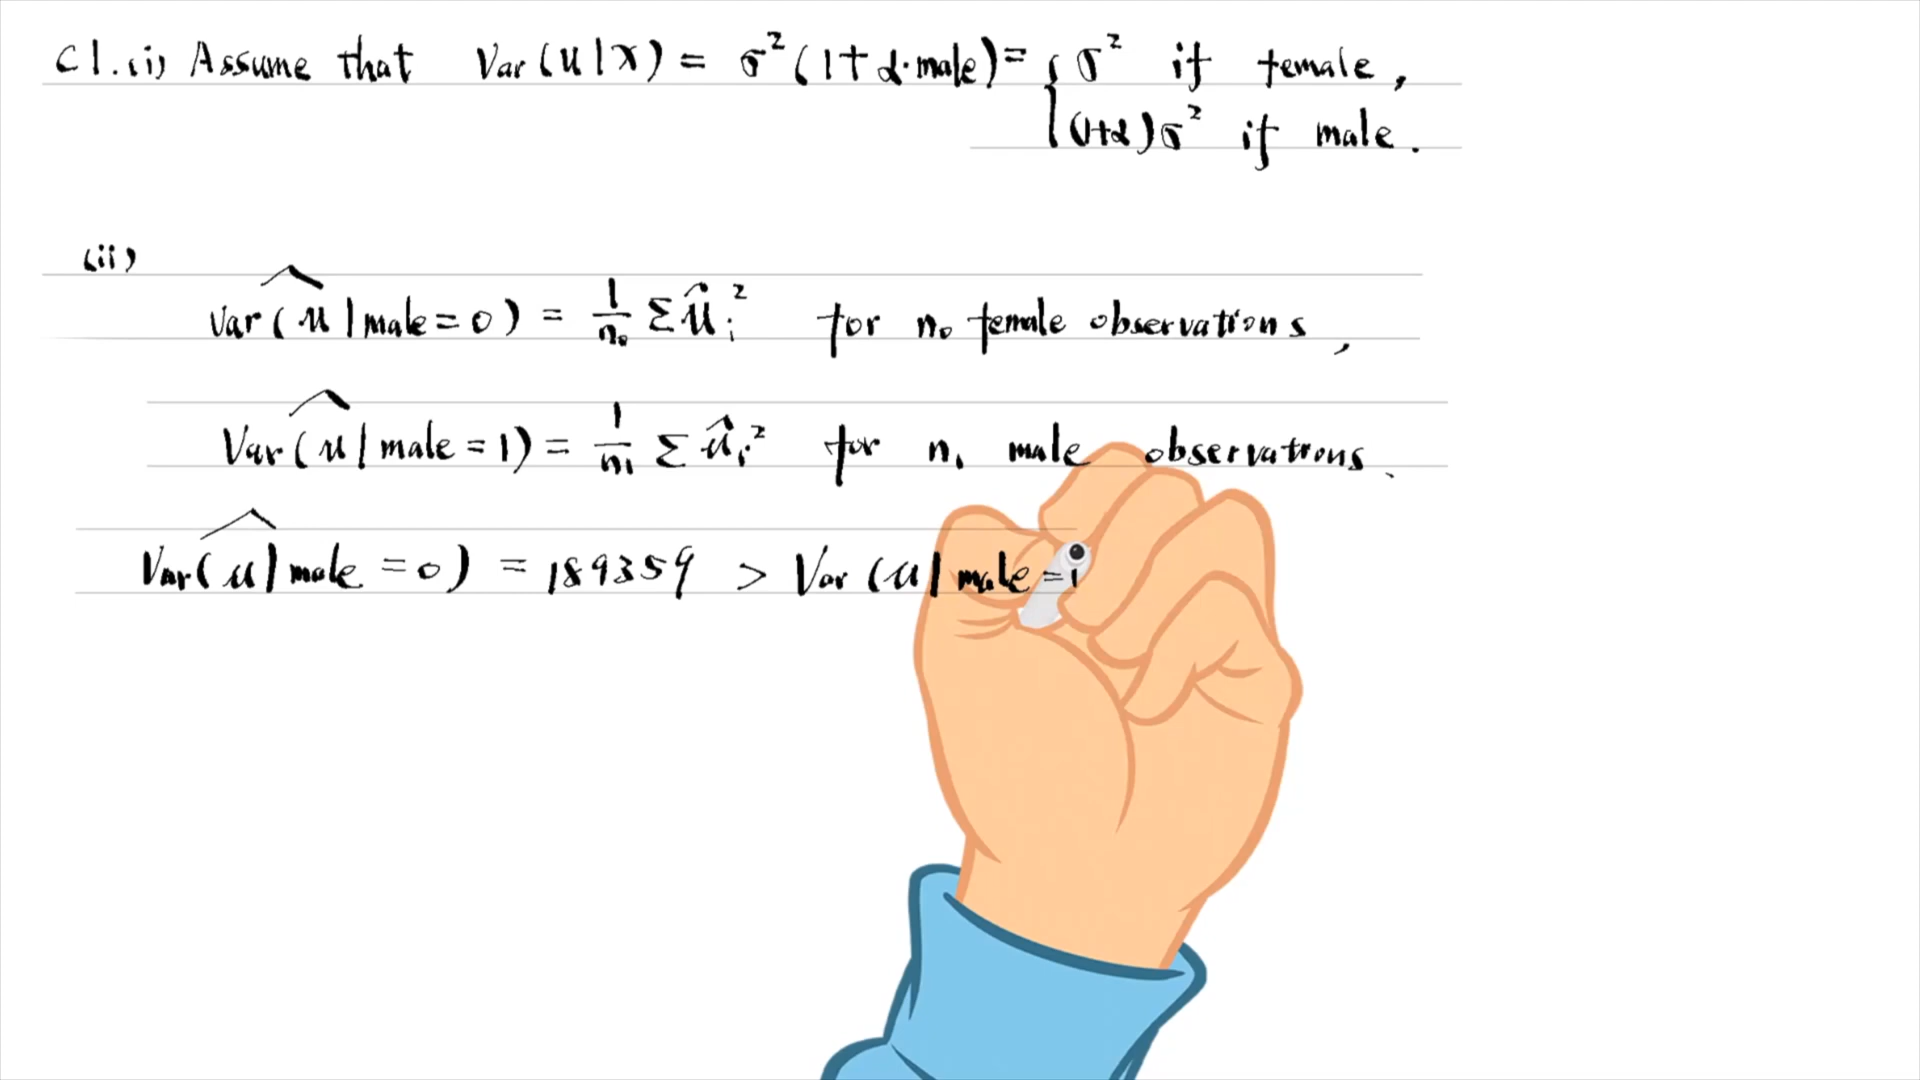 C1.(i) Assume that Var(u|x) = σ²(1+α·male) = { σ² if female,
(1+α)σ² if male.
(ii)
Var(û|male=0) = 1/n₀ Σûᵢ² for n₀ female observations,
Var(û|male=1) = 1/n₁ Σûᵢ² for n₁ male observations.
Var(û|male=0) = 189359 > Var(u|male=1